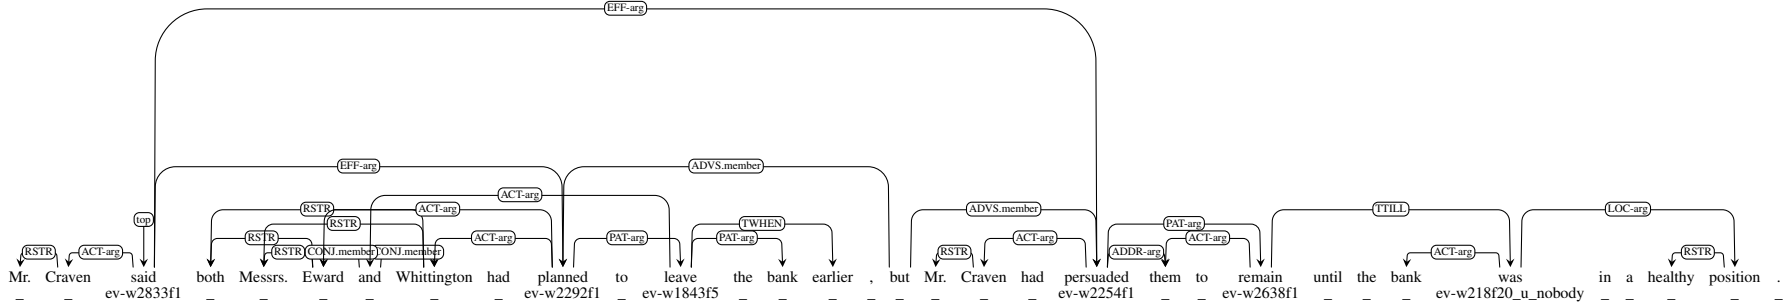 EFF-arg
EFF-arg ADVS.member
ACT-arg
top RSTR ACT-arg ADVS.member TTILL LOC-arg
RSTR TWHEN PAT-arg
RSTR ACT-arg PAT-arg PAT-arg ACT-arg ACT-arg
RSTR ACT-arg RSTR CONJ.member CONJ.member RSTR ADDR-arg ACT-arg RSTR
Mr. Craven said both Messrs. Eward and Whittington had planned to leave the bank earlier , but Mr. Craven had persuaded them to remain until the bank was in a healthy position .
_ _ ev-w2833f1 _ _ _ _ _ _ ev-w2292f1 _ ev-w1843f5 _ _ _ _ _ _ _ _ ev-w2254f1 _ _ ev-w2638f1 _ _ _ ev-w218f20_u_nobody _ _ _ _ _